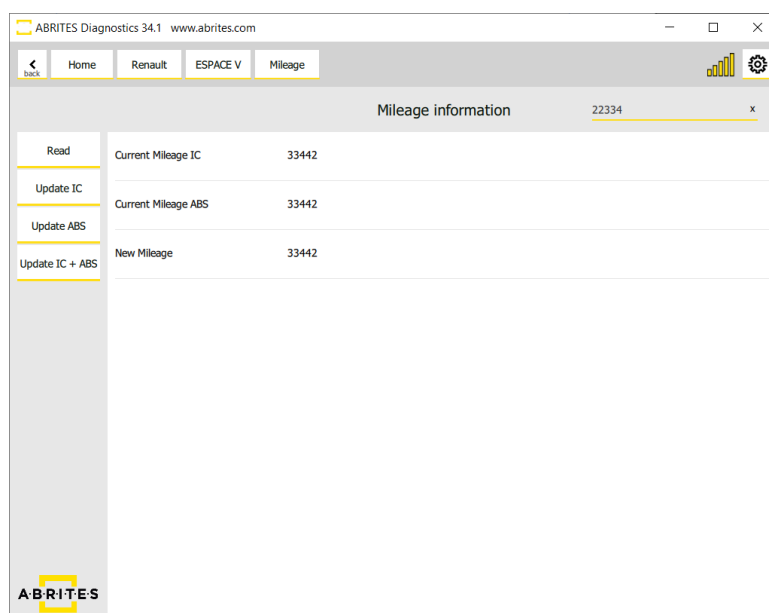 ABRITES Diagnostics 34.1 www.abrites.com
back Home Renault ESPACE V Mileage
Mileage information 22334 x
Read
Current Mileage IC 33442
Update IC
Current Mileage ABS 33442
Update ABS
New Mileage 33442
Update IC + ABS
A·B·R·I·T·E·S